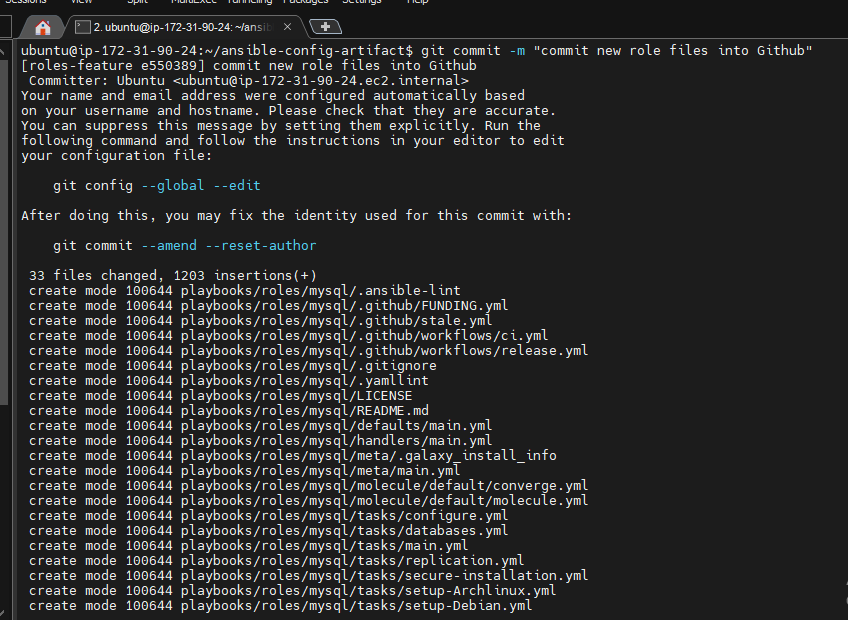 Sessions View Split MultiExec Tunneling Packages Settings Help
2. ubuntu@ip-172-31-90-24: ~/ansib
ubuntu@ip-172-31-90-24:~/ansible-config-artifact$ git commit -m "commit new role files into Github"
[roles-feature e550389] commit new role files into Github
 Committer: Ubuntu <ubuntu@ip-172-31-90-24.ec2.internal>
Your name and email address were configured automatically based
on your username and hostname. Please check that they are accurate.
You can suppress this message by setting them explicitly. Run the
following command and follow the instructions in your editor to edit
your configuration file:
    git config --global --edit
After doing this, you may fix the identity used for this commit with:
    git commit --amend --reset-author
 33 files changed, 1203 insertions(+)
 create mode 100644 playbooks/roles/mysql/.ansible-lint
 create mode 100644 playbooks/roles/mysql/.github/FUNDING.yml
 create mode 100644 playbooks/roles/mysql/.github/stale.yml
 create mode 100644 playbooks/roles/mysql/.github/workflows/ci.yml
 create mode 100644 playbooks/roles/mysql/.github/workflows/release.yml
 create mode 100644 playbooks/roles/mysql/.gitignore
 create mode 100644 playbooks/roles/mysql/.yamllint
 create mode 100644 playbooks/roles/mysql/LICENSE
 create mode 100644 playbooks/roles/mysql/README.md
 create mode 100644 playbooks/roles/mysql/defaults/main.yml
 create mode 100644 playbooks/roles/mysql/handlers/main.yml
 create mode 100644 playbooks/roles/mysql/meta/.galaxy_install_info
 create mode 100644 playbooks/roles/mysql/meta/main.yml
 create mode 100644 playbooks/roles/mysql/molecule/default/converge.yml
 create mode 100644 playbooks/roles/mysql/molecule/default/molecule.yml
 create mode 100644 playbooks/roles/mysql/tasks/configure.yml
 create mode 100644 playbooks/roles/mysql/tasks/databases.yml
 create mode 100644 playbooks/roles/mysql/tasks/main.yml
 create mode 100644 playbooks/roles/mysql/tasks/replication.yml
 create mode 100644 playbooks/roles/mysql/tasks/secure-installation.yml
 create mode 100644 playbooks/roles/mysql/tasks/setup-Archlinux.yml
 create mode 100644 playbooks/roles/mysql/tasks/setup-Debian.yml